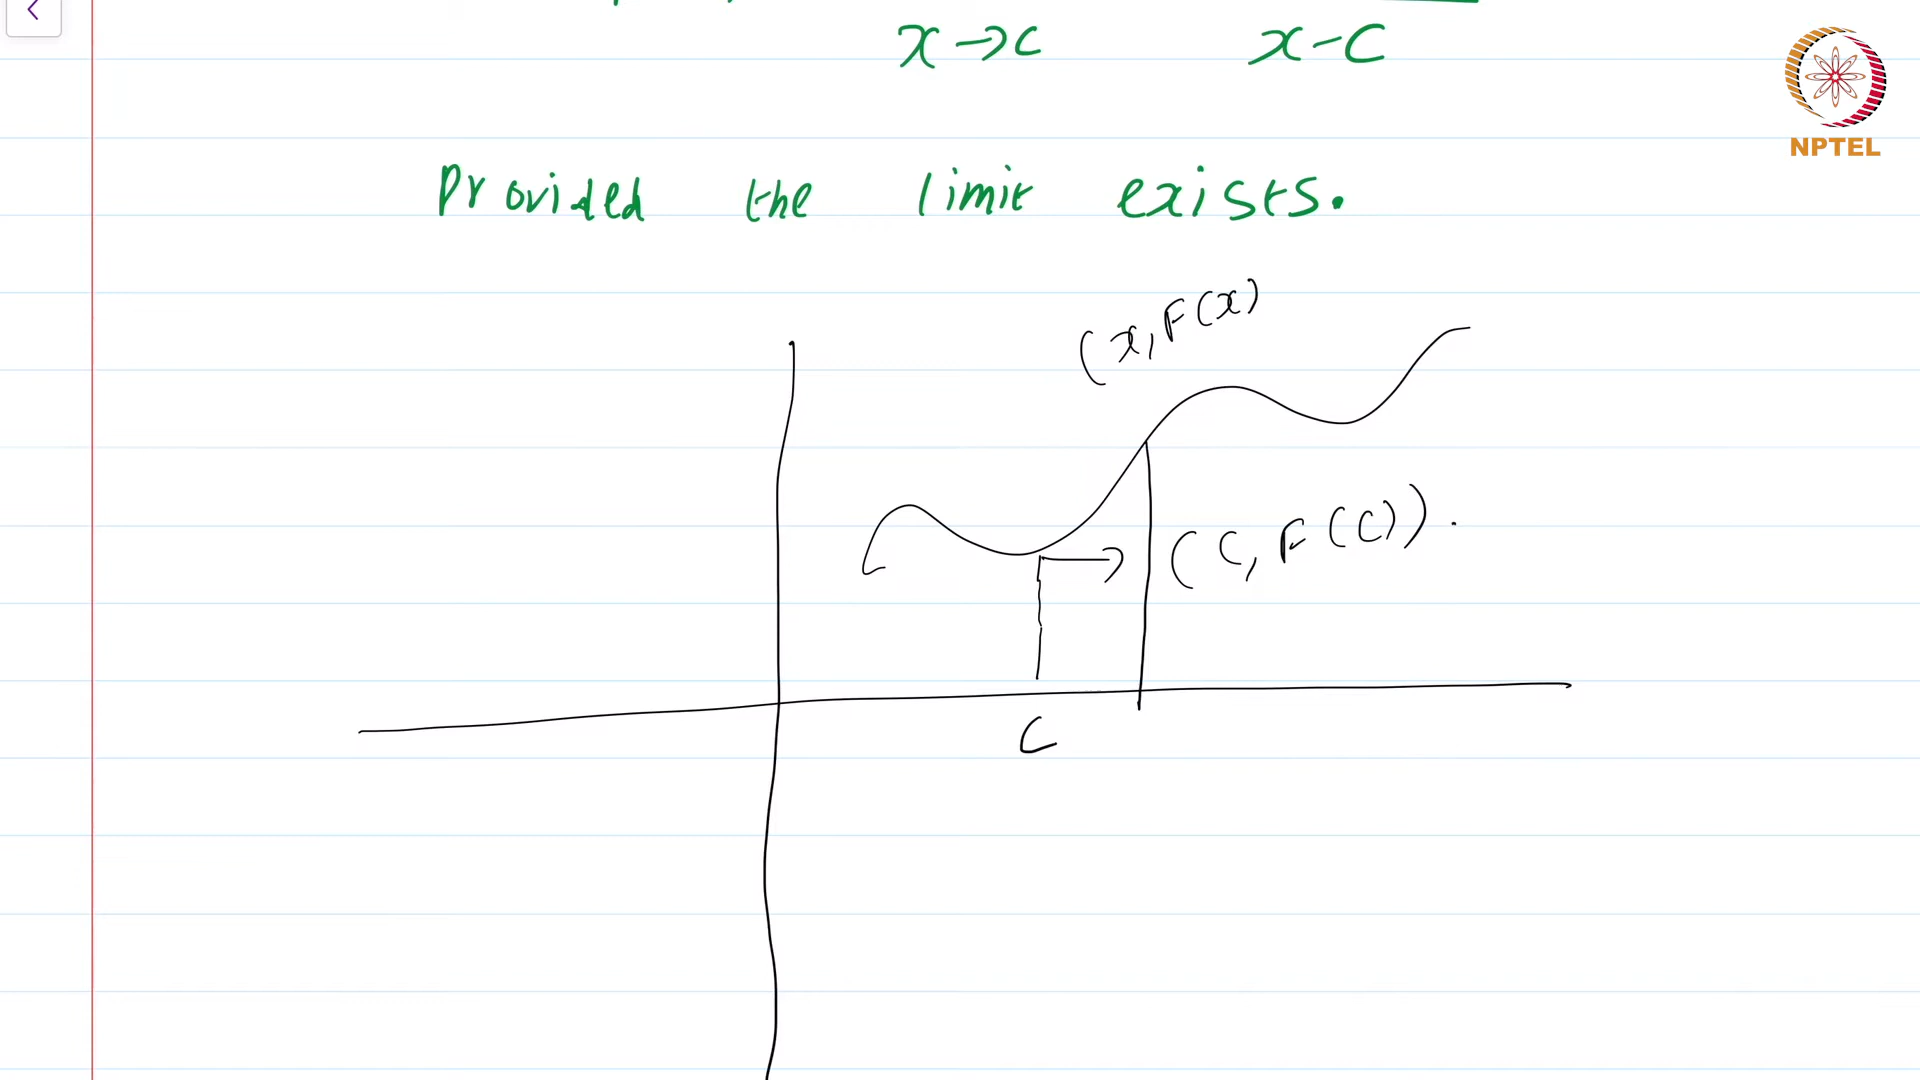 x → c x - c
NPTEL
Provided the limit exists.
(x, F(x)
(c, F(c)).
c